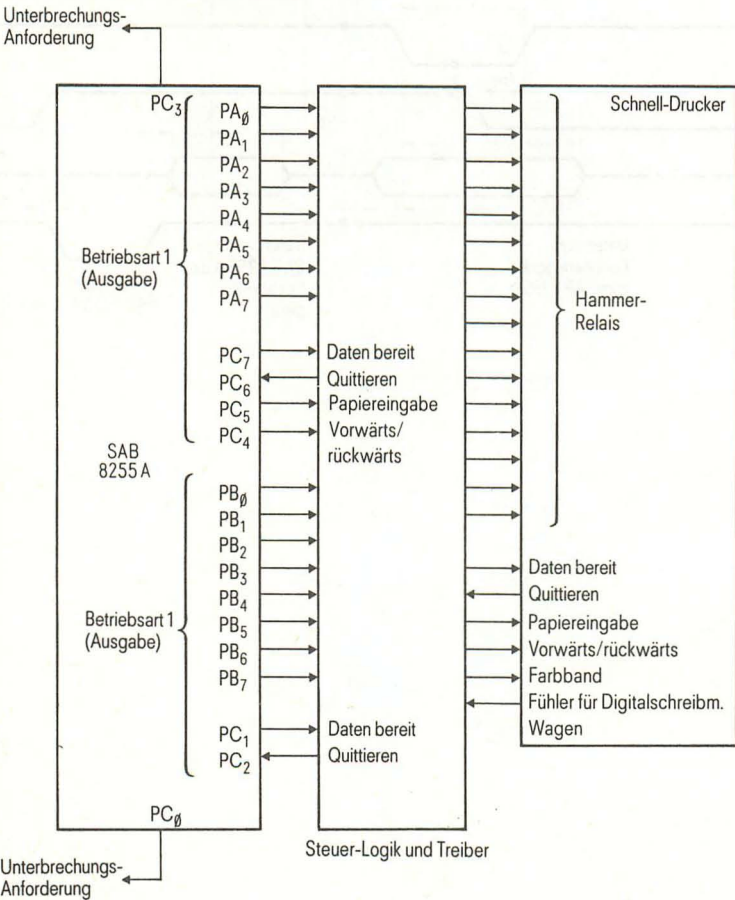 Unterbrechungs-
Anforderung
PC3
PA0
PA1
PA2
PA3
PA4
PA5
PA6
PA7
Betriebsart 1
(Ausgabe)
PC7
PC6
PC5
PC4
SAB
8255 A
PB0
PB1
PB2
PB3
PB4
PB5
PB6
PB7
Betriebsart 1
(Ausgabe)
PC1
PC2
PC0
Unterbrechungs-
Anforderung
Daten bereit
Quittieren
Papiereingabe
Vorwärts/
rückwärts
Daten bereit
Quittieren
Steuer-Logik und Treiber
Schnell-Drucker
Hammer-
Relais
Daten bereit
Quittieren
Papiereingabe
Vorwärts/rückwärts
Farbband
Fühler für Digitalschreibm.
Wagen